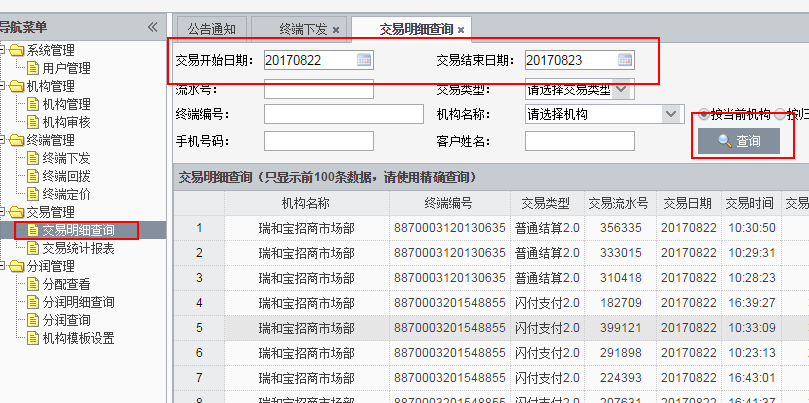 导航菜单
系统管理
用户管理
机构管理
机构管理
机构审核
终端管理
终端下发
终端回拨
终端定价
交易管理
交易明细查询
交易统计报表
分润管理
分配查看
分润明细查询
分润查询
机构模板设置
公告通知 终端下发 交易明细查询
交易开始日期: 20170822 交易结束日期: 20170823
流水号: 交易类型: 请选择交易类型
终端编号: 机构名称: 请选择机构 按当前机构 按归
手机号码: 客户姓名: 查询
交易明细查询（只显示前100条数据，请使用精确查询）
机构名称 终端编号 交易类型 交易流水号 交易日期 交易时间 交易
1 瑞和宝招商市场部 8870003120130635 普通结算2.0 356335 20170822 10:30:50
2 瑞和宝招商市场部 8870003120130635 普通结算2.0 333015 20170822 10:29:31
3 瑞和宝招商市场部 8870003120130635 普通结算2.0 310418 20170822 10:28:23
4 瑞和宝招商市场部 8870003201548855 闪付支付2.0 182709 20170822 16:39:27
5 瑞和宝招商市场部 8870003201548855 闪付支付2.0 399121 20170822 10:33:09
6 瑞和宝招商市场部 8870003201548855 闪付支付2.0 291898 20170822 10:23:13
7 瑞和宝招商市场部 8870003201548855 闪付支付2.0 224393 20170822 16:43:01
8 瑞和宝招商市场部 8870003201548855 闪付支付2.0 207631 20170822 16:41:37